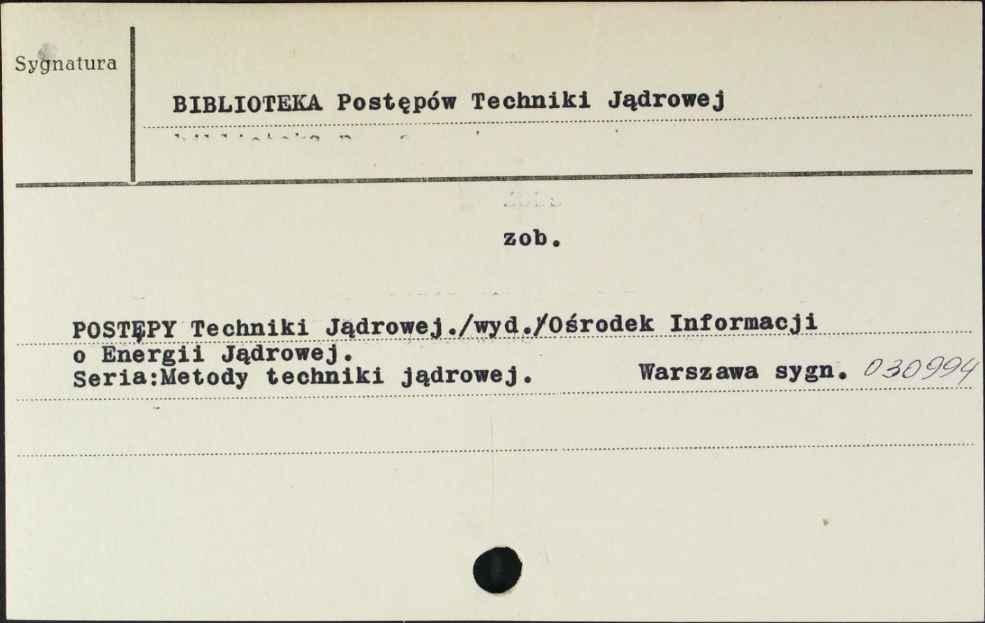 Sygnatura
BIBLIOTEKA Postępów Techniki Jądrowej
zob.
POSTĘPY Techniki Jądrowej./wyd./Ośrodek Informacji
o Energii Jądrowej.
Seria:Metody techniki jądrowej. Warszawa sygn. 030994